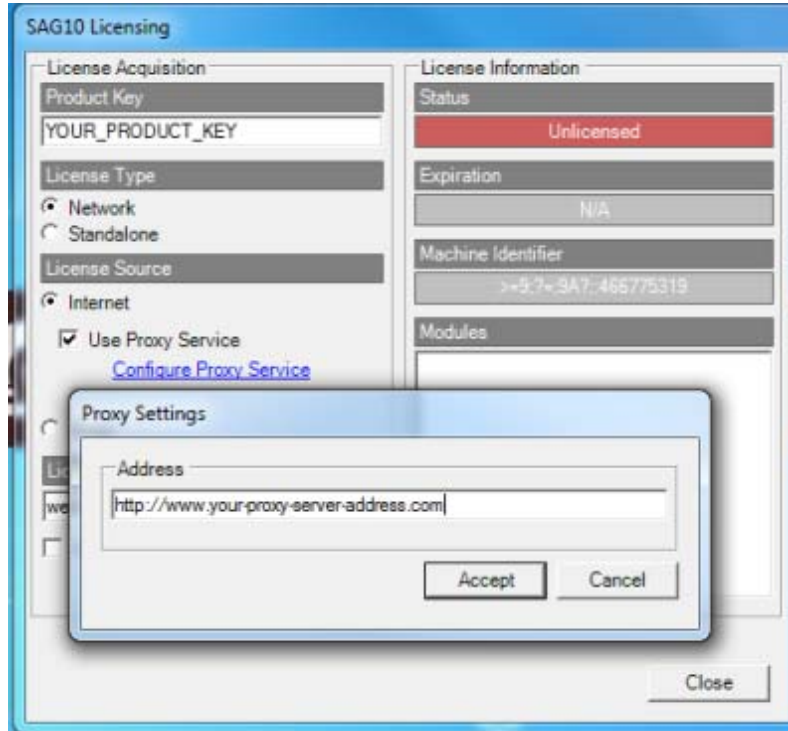 SAG10 Licensing
License Acquisition
Product Key
YOUR_PRODUCT_KEY
License Type
Network
Standalone
License Source
Internet
Use Proxy Service
Configure Proxy Service
License Information
Status
Unlicensed
Expiration
N/A
Machine Identifier
Modules
Proxy Settings
Address
http://www.your-proxy-server-address.com
Accept
Cancel
Close